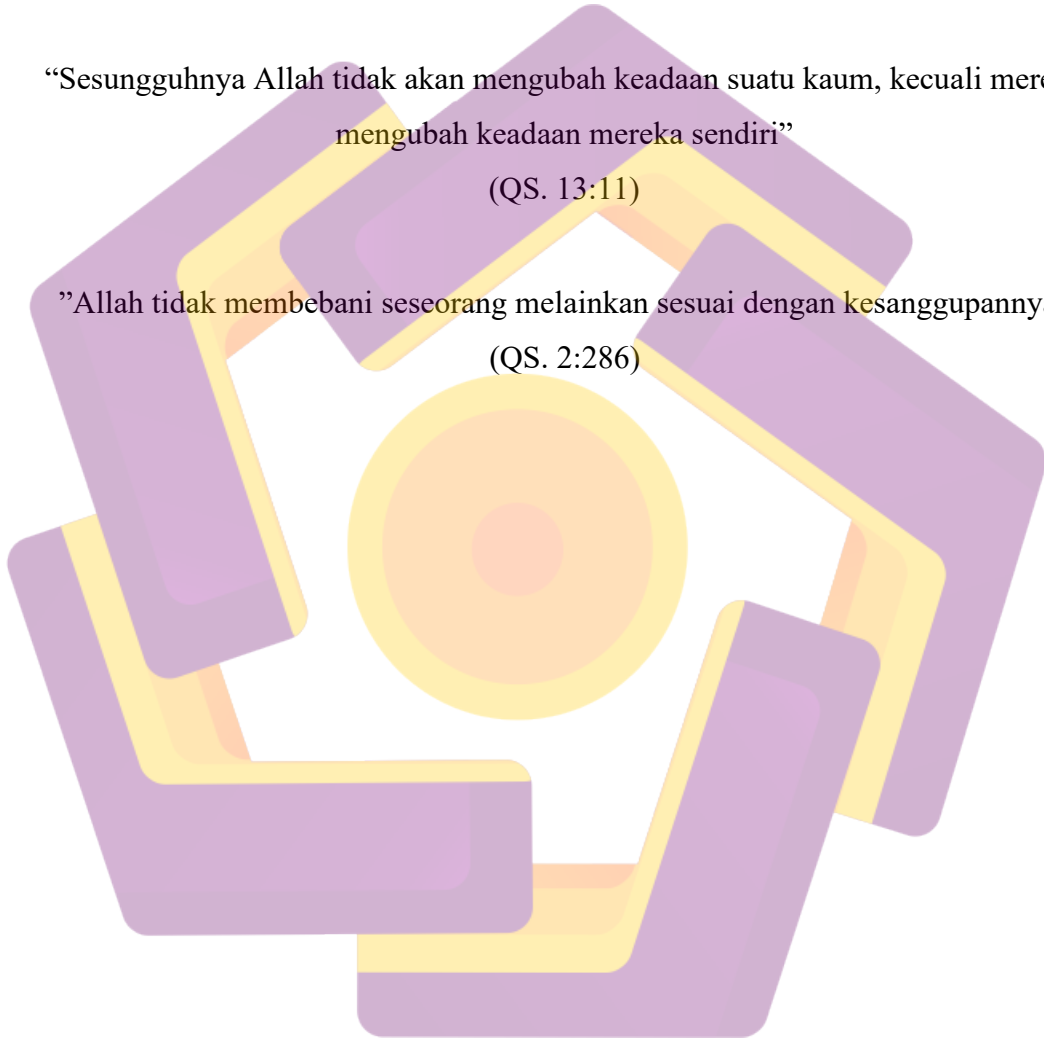 “Sesungguhnya Allah tidak akan mengubah keadaan suatu kaum, kecuali
mengubah keadaan mereka sendiri”
(QS. 13:11)
”Allah tidak membebani seseorang melainkan sesuai dengan kesanggupanny
(QS. 2:286)